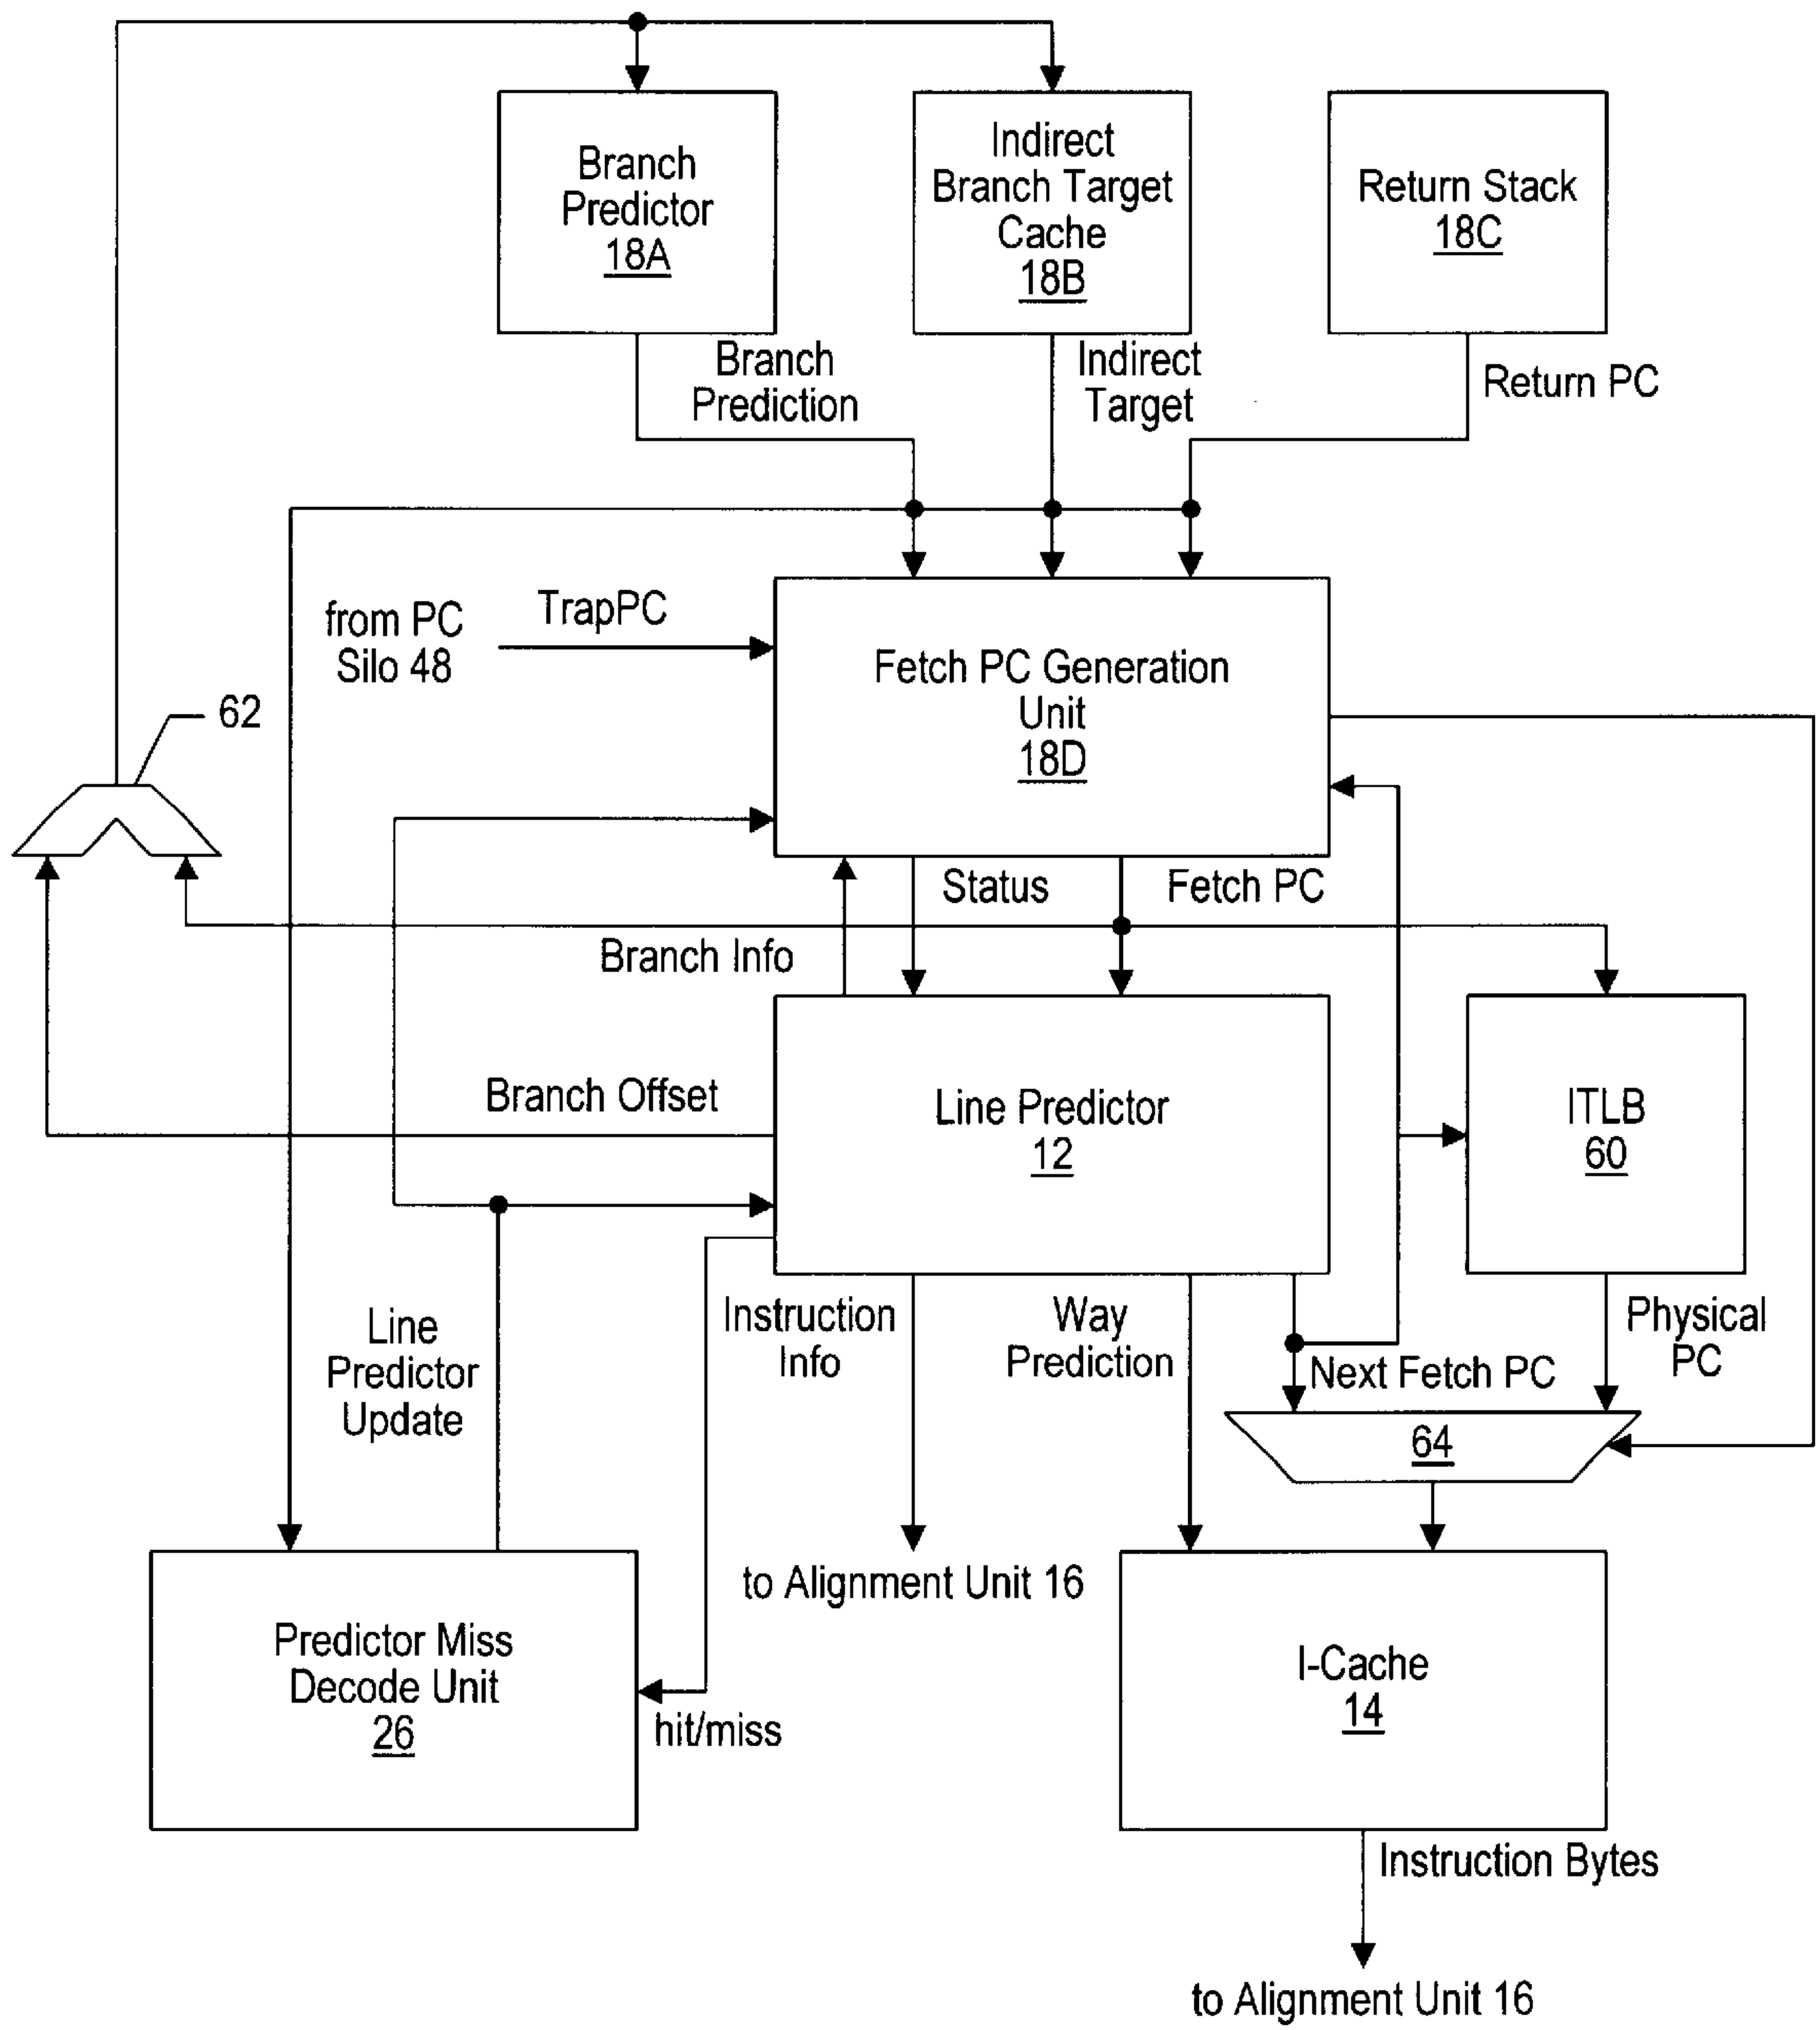 Branch
Predictor
18A
Indirect
Branch Target
Cache
18B
Return Stack
18C
Branch
Prediction
Indirect
Target
Return PC
from PC
Silo 48
TrapPC
Fetch PC Generation
Unit
18D
62
Status
Fetch PC
Branch Info
Branch Offset
Line Predictor
12
ITLB
60
Line
Predictor
Update
Instruction
Info
Way
Prediction
Next Fetch PC
Physical
PC
64
to Alignment Unit 16
Predictor Miss
Decode Unit
26
hit/miss
I-Cache
14
Instruction Bytes
to Alignment Unit 16